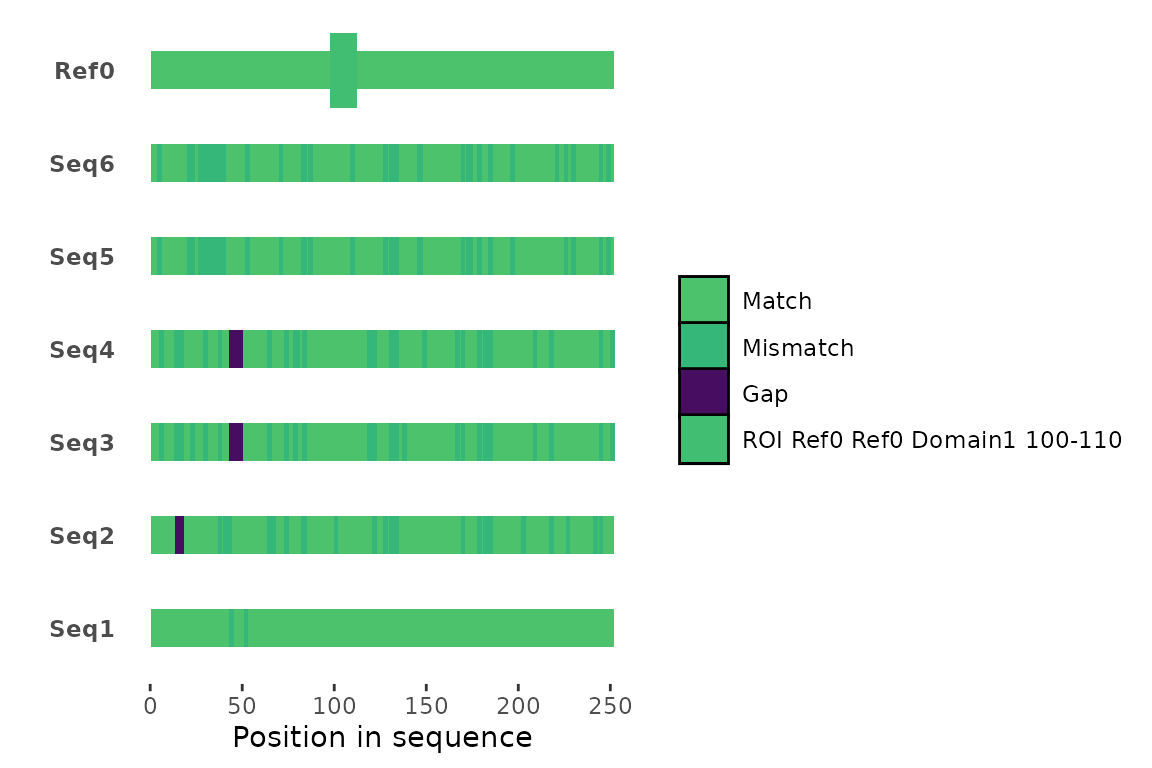 Ref0
Seq6
Seq5
Seq4
Seq3
Seq2
Seq1
0 50 100 150 200 250
Position in sequence
Match
Mismatch
Gap
ROI Ref0 Ref0 Domain1 100-110